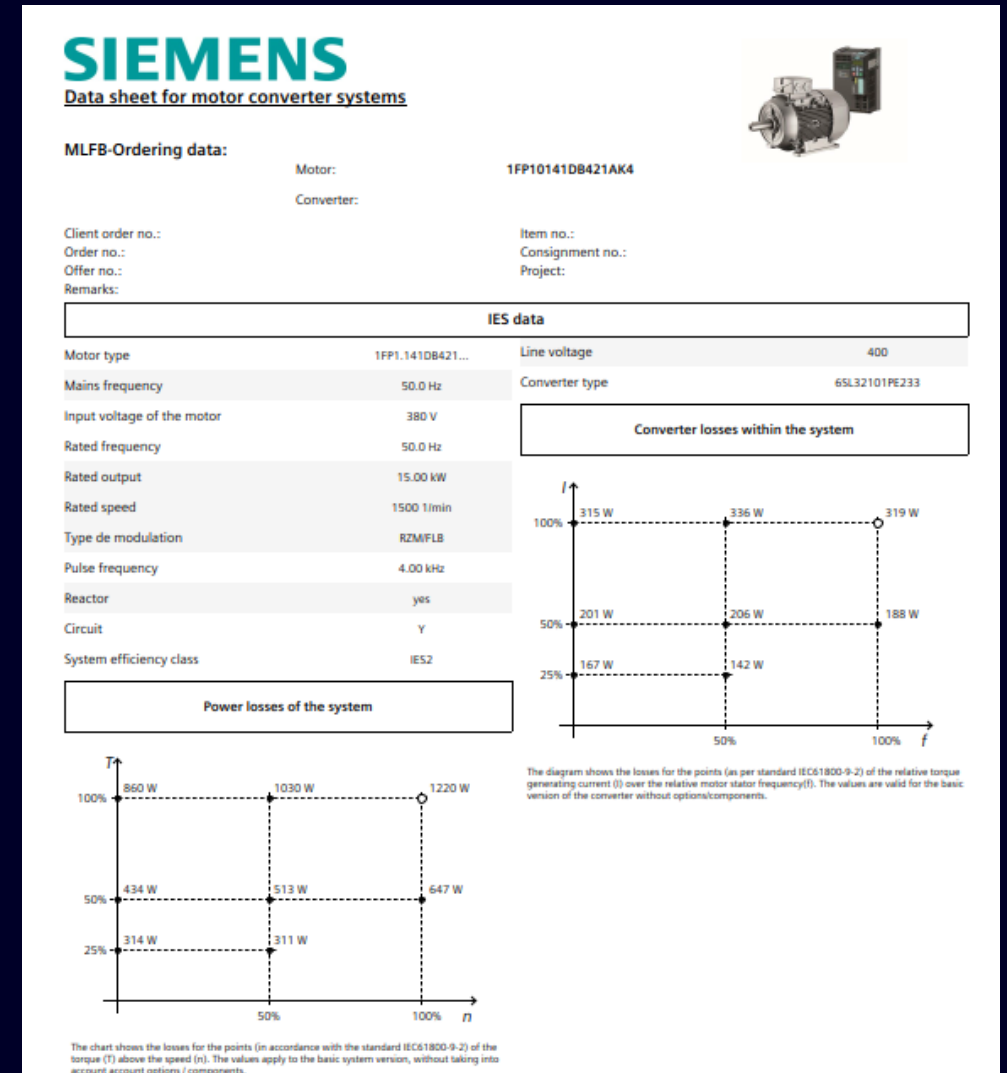 SIEMENS
Data sheet for motor converter systems
MLFB-Ordering data:
Motor: 1FP10141DB421AK4
Converter:
Client order no.: Item no.:
Order no.: Consignment no.:
Offer no.: Project:
Remarks:
IES data
Motor type 1FP1.141DB421...
Mains frequency 50.0 Hz
Input voltage of the motor 380 V
Rated frequency 50.0 Hz
Rated output 15.00 kW
Rated speed 1500 1/min
Type de modulation RZM/FLB
Pulse frequency 4.00 kHz
Reactor yes
Circuit Y
System efficiency class IES2
Power losses of the system
T
100% 860 W 1030 W 1220 W
50% 434 W 513 W 647 W
25% 314 W 311 W
50% 100% n
The chart shows the losses for the points (in accordance with the standard IEC61800-9-2) of the
torque (T) above the speed (n). The values apply to the basic system version, without taking into
account account options / components.
Line voltage 400
Converter type 6SL32101PE233
Converter losses within the system
I
100% 315 W 336 W 319 W
50% 201 W 206 W 188 W
25% 167 W 142 W
50% 100% f
The diagram shows the losses for the points (as per standard IEC61800-9-2) of the relative torque
generating current (I) over the relative motor stator frequency(f). The values are valid for the basic
version of the converter without options/components.